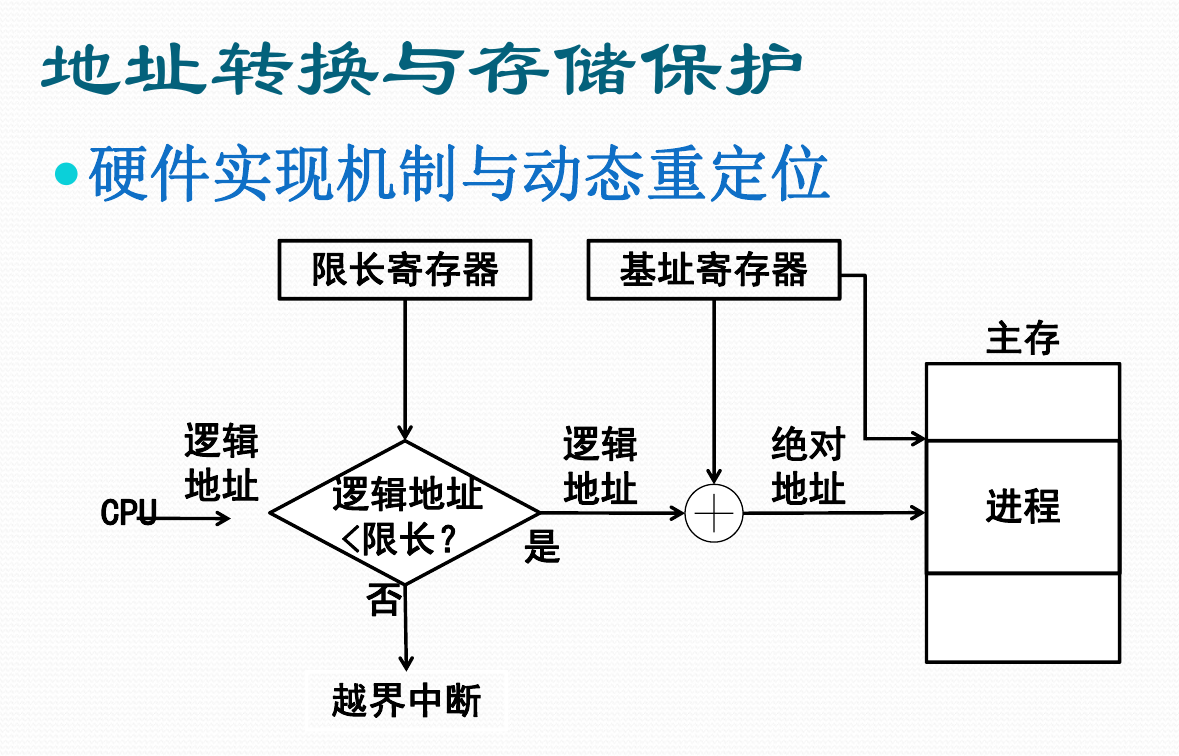 地址转换与存储保护
硬件实现机制与动态重定位
限长寄存器
基址寄存器
主存
逻辑
地址
CPU
逻辑地址
<限长?
是
逻辑
地址
绝对
地址
进程
否
越界中断